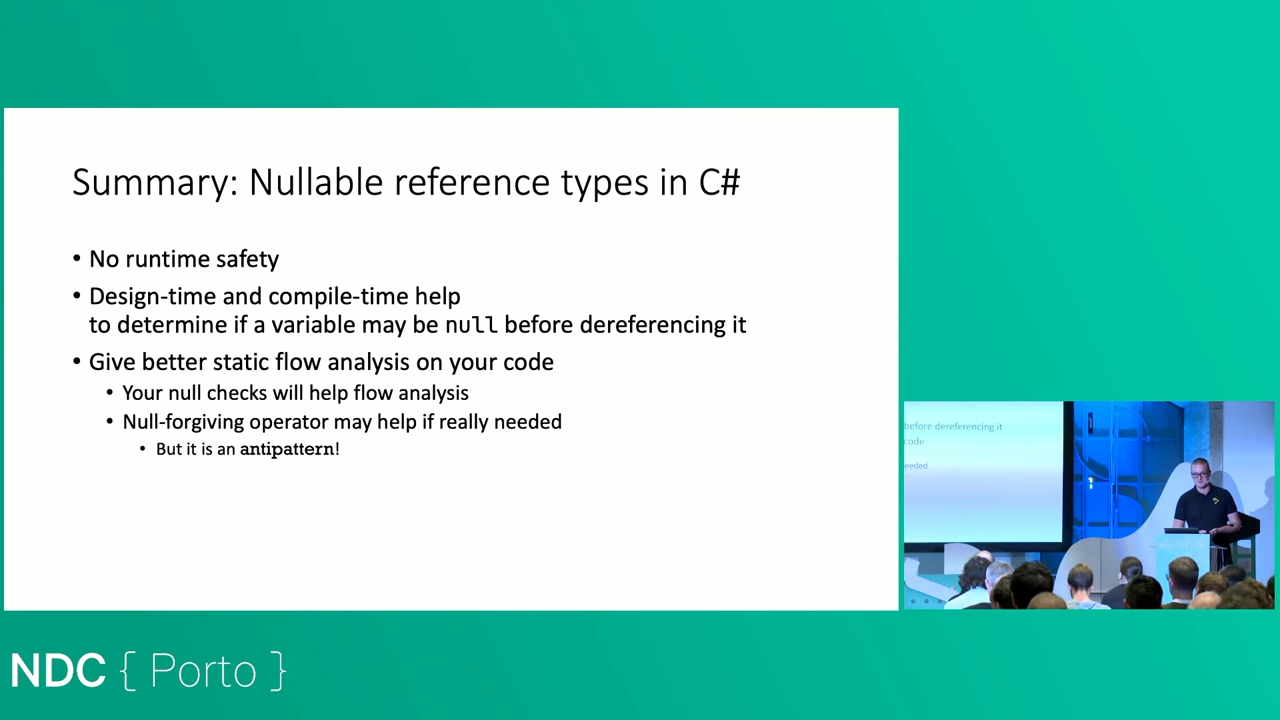 Summary: Nullable reference types in C#
• No runtime safety
• Design-time and compile-time help
to determine if a variable may be null before dereferencing it
• Give better static flow analysis on your code
• Your null checks will help flow analysis
• Null-forgiving operator may help if really needed
• But it is an antipattern!
before dereferencing it
code
eeded
NDC { Porto }